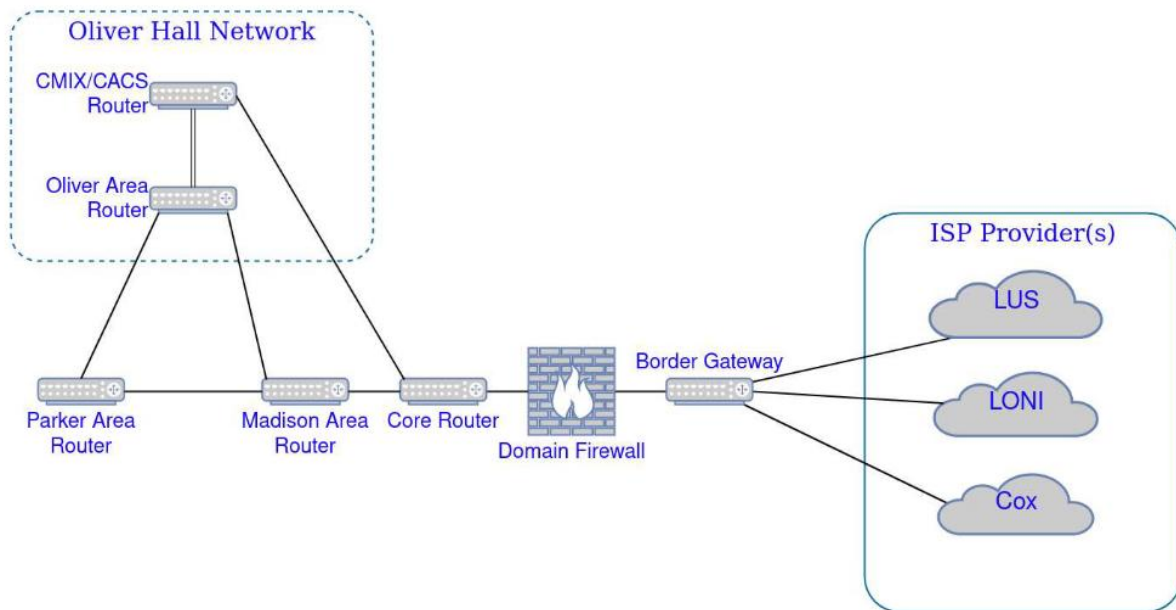 Oliver Hall Network
CMIX/CACS
Router
Oliver Area
Router
ISP Provider(s)
LUS
LONI
Cox
Border Gateway
Parker Area
Router
Madison Area
Router
Core Router
Domain Firewall